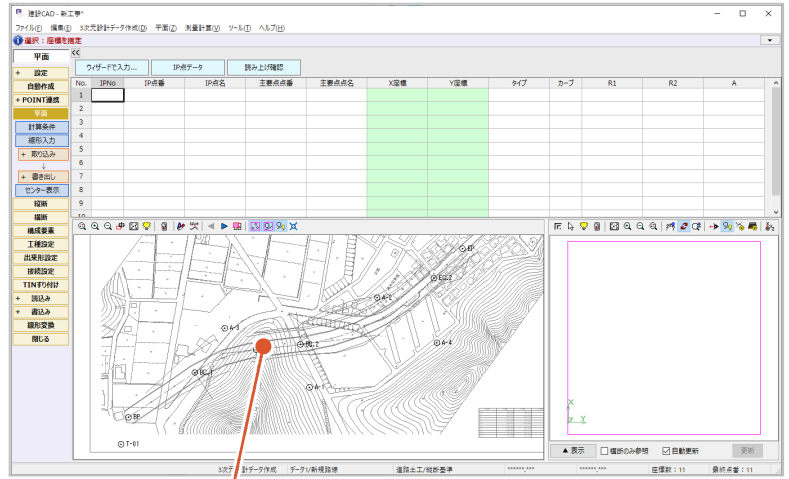 建設CAD - 新工事*
ファイル(F) 編集(E) 3次元設計データ作成(D) 平面(Z) 測量計算(V) ツール(T) ヘルプ(H)
選択：座標を指定
平面 <<
ウィザードで入力... IP点データ 読み上げ確認
+ 設定
自動作成
+ POINT連携
平面
計算条件
線形入力
+ 取り込み
↓
+ 書き出し
センター表示
縦断
横断
構成要素
工種設定
出来形設定
接続設定
TINすり付け
+ 読込み
+ 書込み
線形変換
閉じる
No. IPNo IP点番 IP点名 主要点点番 主要点点名 X座標 Y座標 タイプ カーブ R1 R2 A
1
2
3
4
5
6
7
8
9
10
EP
EC.2
A-2
A-3
BC.2
A-4
BC.1
A-1
BP
T-01
X
Y
▲ 表示 横断のみ参照 自動更新 更新
3次元設計データ作成 データ1/新規路線 道路土工/縦断基準 ******.*** ******.*** 座標数：11 最終点番：11